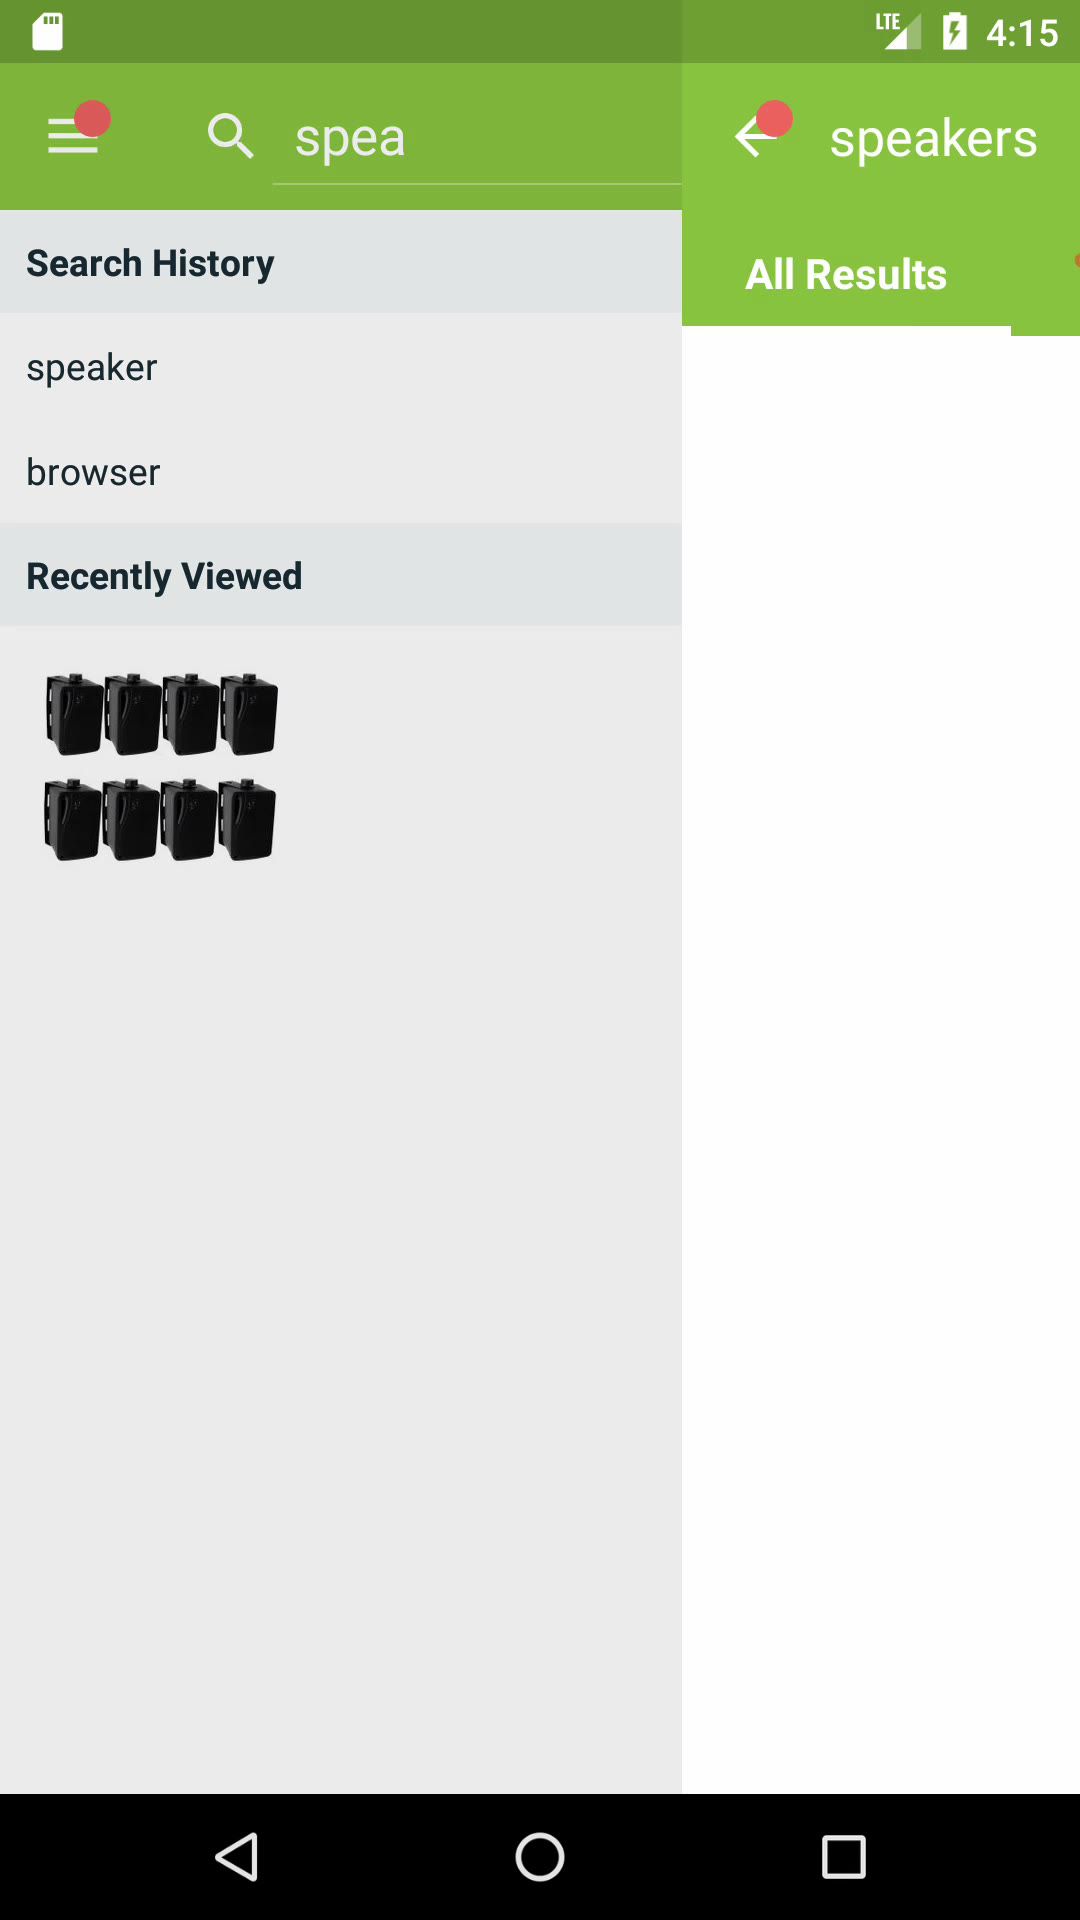 LTE 4:15
spea
speakers
All Results
Search History
speaker
browser
Recently Viewed